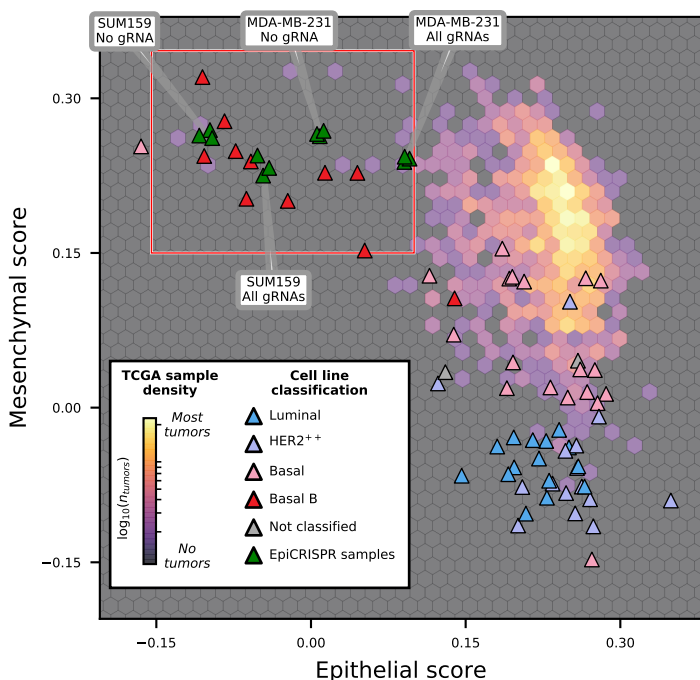 SUM159
No gRNA
MDA-MB-231
No gRNA
MDA-MB-231
All gRNAs
SUM159
All gRNAs
Mesenchymal score
0.30
0.15
0.00
−0.15
TCGA sample
density
Most
tumors
No
tumors
log10(ntumors)
Cell line
classification
Luminal
HER2++
Basal
Basal B
Not classified
EpiCRISPR samples
−0.15
0.00
0.15
0.30
Epithelial score